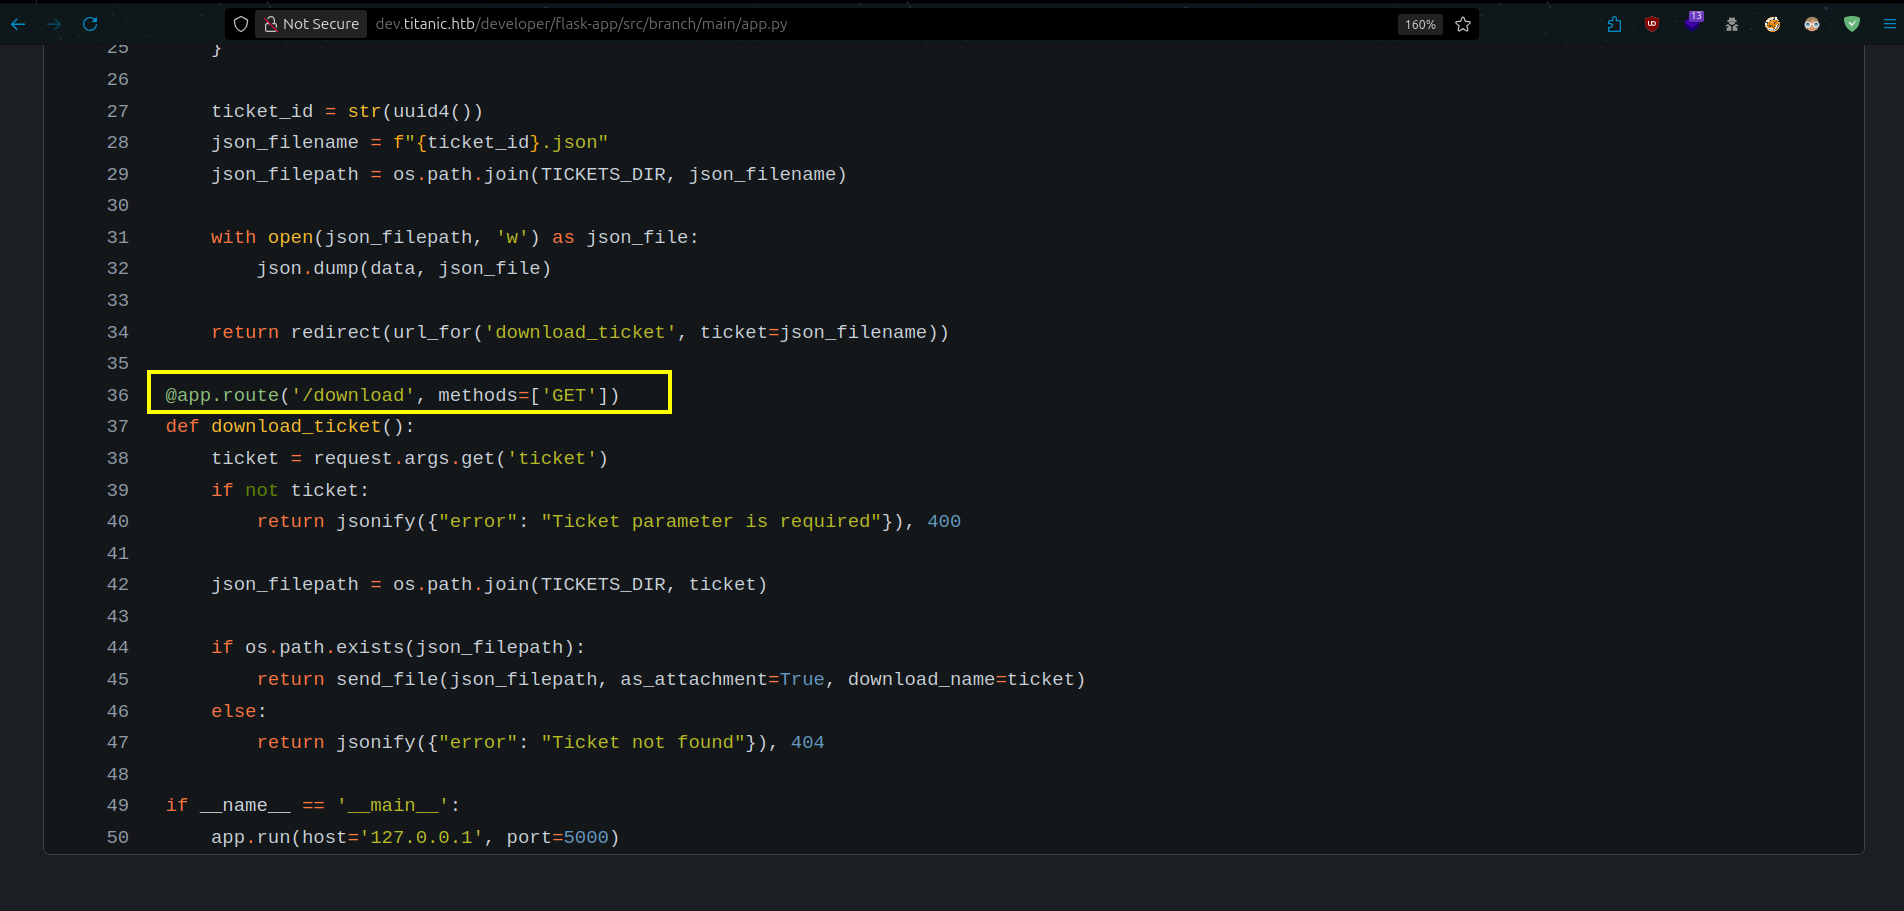 Not Secure dev.titanic.htb/developer/flask-app/src/branch/main/app.py 160% 13
25 }
26
27 ticket_id = str(uuid4())
28 json_filename = f"{ticket_id}.json"
29 json_filepath = os.path.join(TICKETS_DIR, json_filename)
30
31 with open(json_filepath, 'w') as json_file:
32 json.dump(data, json_file)
33
34 return redirect(url_for('download_ticket', ticket=json_filename))
35
36 @app.route('/download', methods=['GET'])
37 def download_ticket():
38 ticket = request.args.get('ticket')
39 if not ticket:
40 return jsonify({"error": "Ticket parameter is required"}), 400
41
42 json_filepath = os.path.join(TICKETS_DIR, ticket)
43
44 if os.path.exists(json_filepath):
45 return send_file(json_filepath, as_attachment=True, download_name=ticket)
46 else:
47 return jsonify({"error": "Ticket not found"}), 404
48
49 if __name__ == '__main__':
50 app.run(host='127.0.0.1', port=5000)